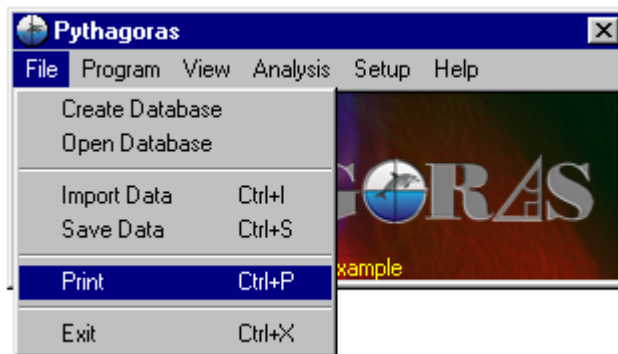 Pythagoras
File Program View Analysis Setup Help
Create Database
Open Database
Import Data Ctrl+I
Save Data Ctrl+S
Print Ctrl+P
Exit Ctrl+X
GORAS
xample